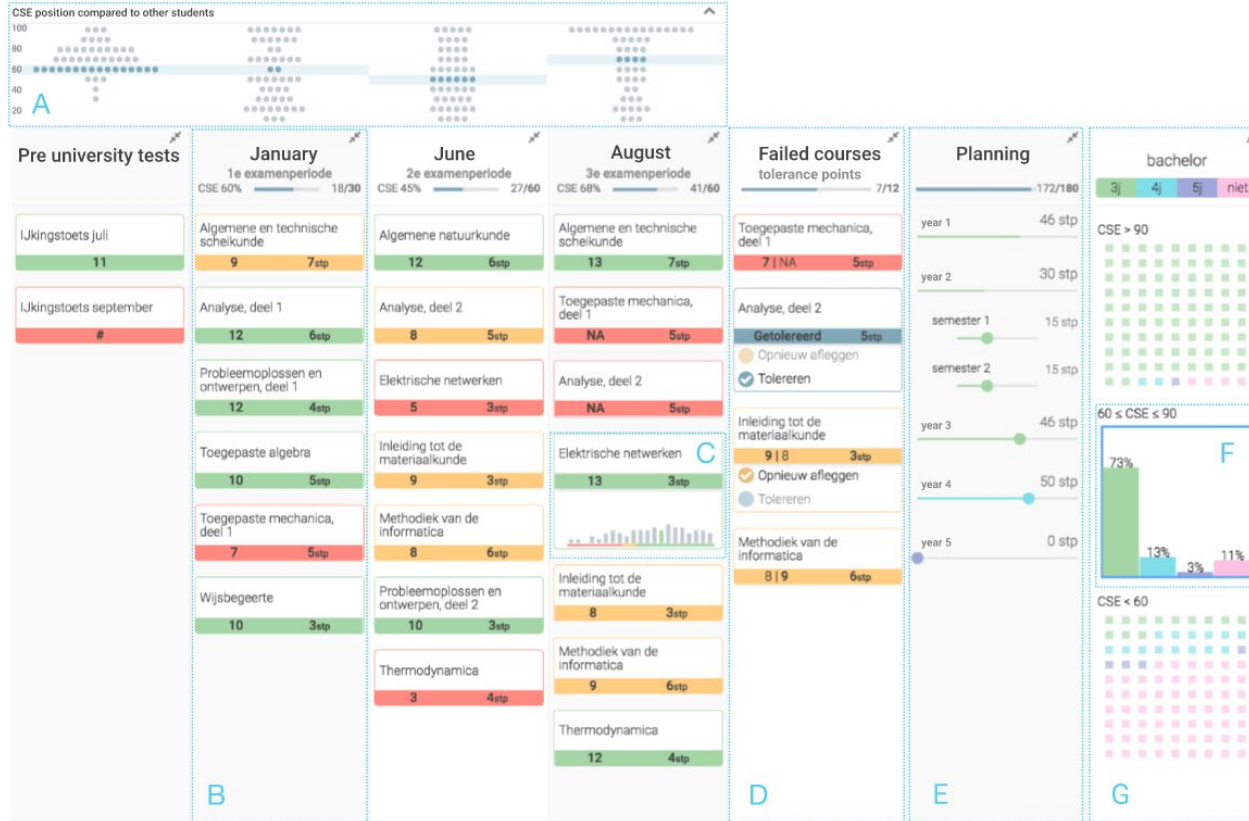 CSE position compared to other students
100
80
60
40
20
A
Pre university tests
IJkingstoets juli
11
IJkingstoets september
#
January
1e examenperiode
CSE 60% 18/30
Algemene en technische
scheikunde
9 7stp
Analyse, deel 1
12 6stp
Probleemoplossen en
ontwerpen, deel 1
12 4stp
Toegepaste algebra
10 5stp
Toegepaste mechanica,
deel 1
7 5stp
Wijsbegeerte
10 3stp
B
June
2e examenperiode
CSE 45% 27/60
Algemene natuurkunde
12 6stp
Analyse, deel 2
8 5stp
Elektrische netwerken
5 3stp
Inleiding tot de
materiaalkunde
9 3stp
Methodiek van de
informatica
8 6stp
Probleemoplossen en
ontwerpen, deel 2
10 3stp
Thermodynamica
3 4stp
August
3e examenperiode
CSE 68% 41/60
Algemene en technische
scheikunde
13 7stp
Toegepaste mechanica,
deel 1
NA 5stp
Analyse, deel 2
NA 5stp
Elektrische netwerken
C
13 3stp
Inleiding tot de
materiaalkunde
8 3stp
Methodiek van de
informatica
9 6stp
Thermodynamica
12 4stp
Failed courses
tolerance points
7/12
Toegepaste mechanica,
deel 1
7 | NA 5stp
Analyse, deel 2
Getolereerd 5stp
Opnieuw afleggen
Tolereren
Inleiding tot de
materiaalkunde
9 | 8 3stp
Opnieuw afleggen
Tolereren
Methodiek van de
informatica
8 | 9 6stp
D
Planning
172/180
year 1 46 stp
year 2 30 stp
semester 1 15 stp
semester 2 15 stp
year 3 46 stp
year 4 50 stp
year 5 0 stp
E
bachelor
3j 4j 5j niet
CSE > 90
60 ≤ CSE ≤ 90
F
73%
13%
3%
11%
CSE < 60
G